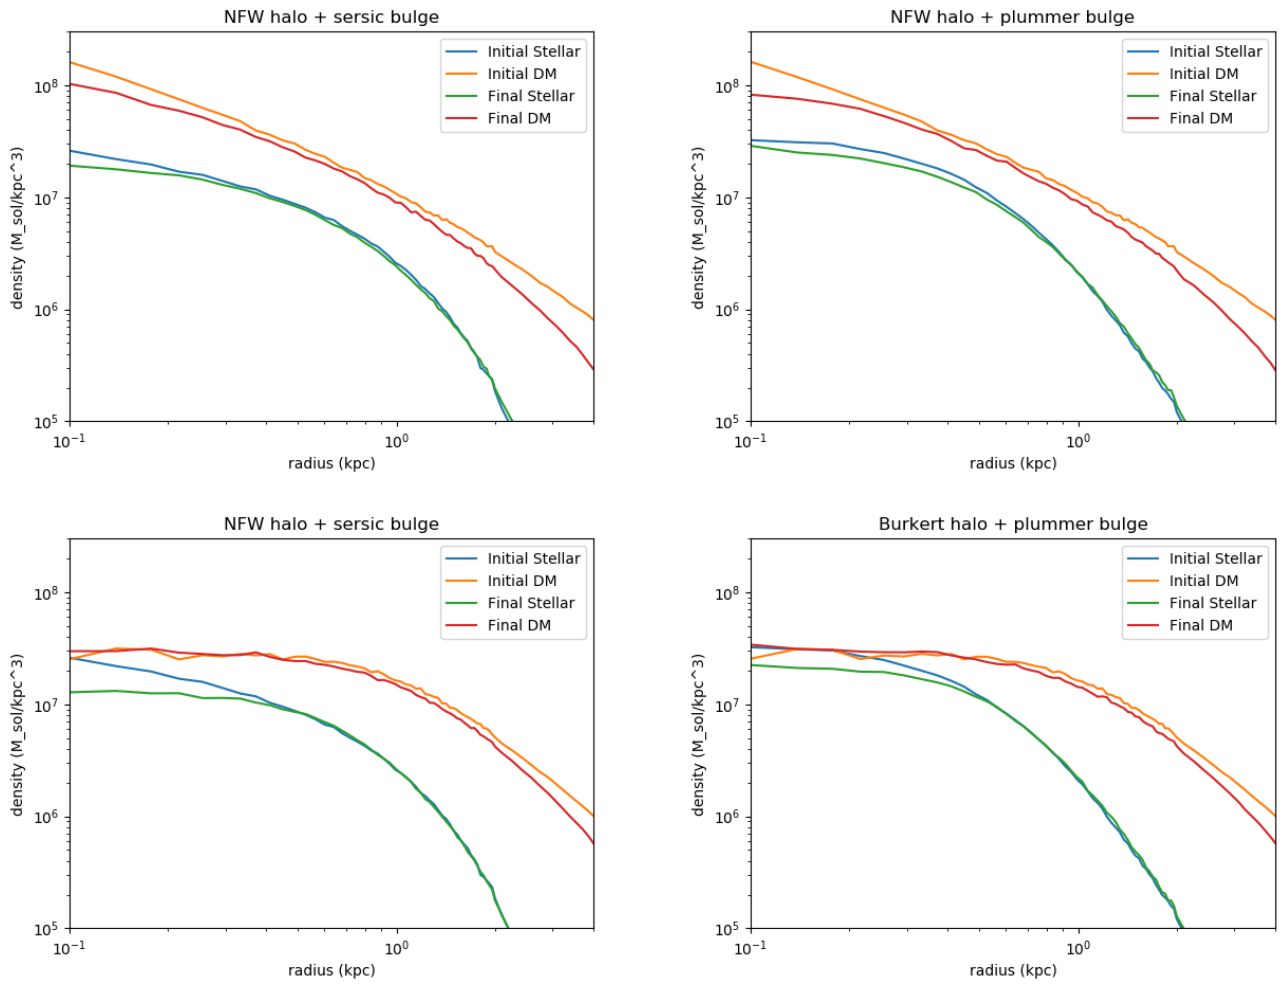 NFW halo + sersic bulge
Initial Stellar
Initial DM
Final Stellar
Final DM
density (M_sol/kpc^3)
10^8
10^7
10^6
10^5
10^-1
10^0
radius (kpc)
NFW halo + plummer bulge
Initial Stellar
Initial DM
Final Stellar
Final DM
density (M_sol/kpc^3)
10^8
10^7
10^6
10^5
10^-1
10^0
radius (kpc)
NFW halo + sersic bulge
Initial Stellar
Initial DM
Final Stellar
Final DM
density (M_sol/kpc^3)
10^8
10^7
10^6
10^5
10^-1
10^0
radius (kpc)
Burkert halo + plummer bulge
Initial Stellar
Initial DM
Final Stellar
Final DM
density (M_sol/kpc^3)
10^8
10^7
10^6
10^5
10^-1
10^0
radius (kpc)